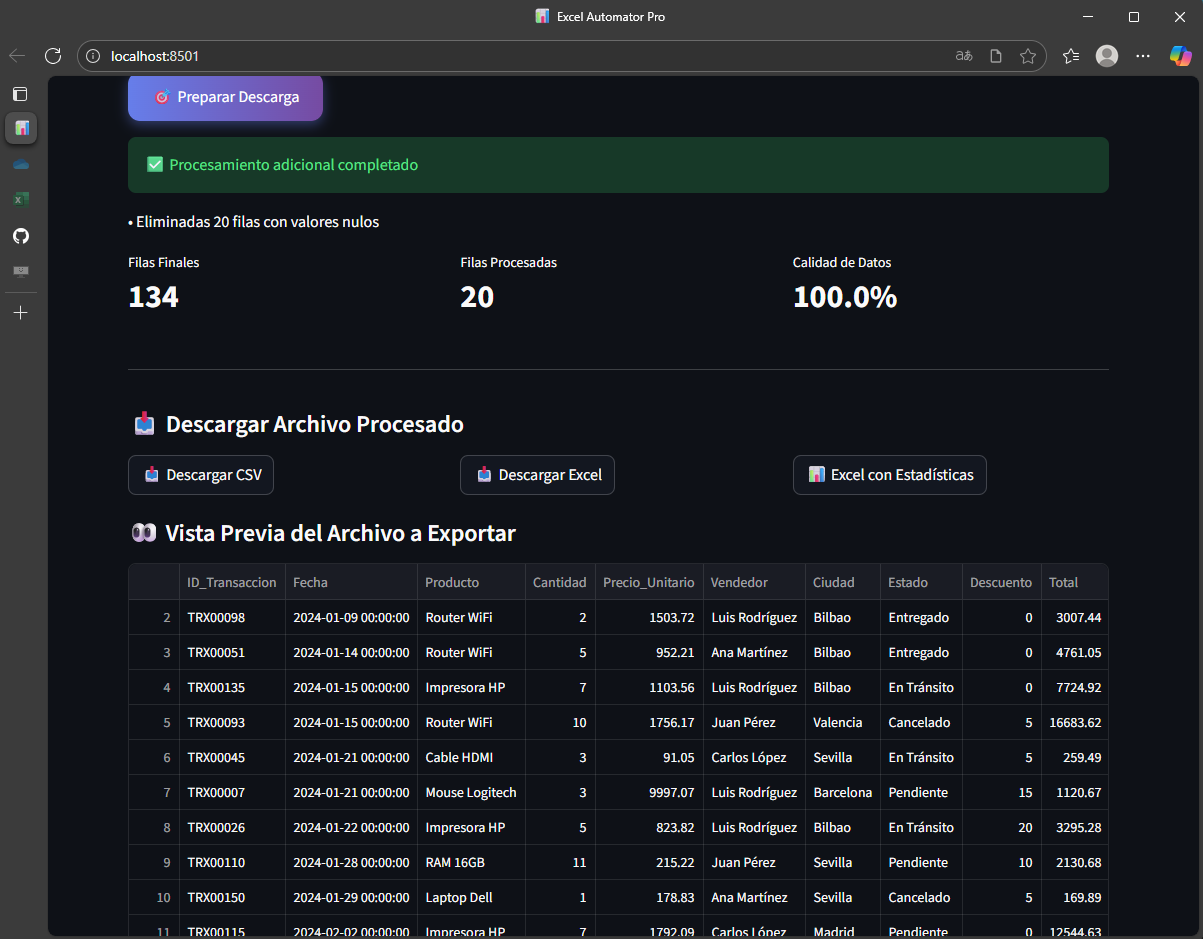 Excel Automator Pro
localhost:8501
aあ
Preparar Descarga
Procesamiento adicional completado
• Eliminadas 20 filas con valores nulos
Filas Finales Filas Procesadas Calidad de Datos
134 20 100.0%
Descargar Archivo Procesado
Descargar CSV Descargar Excel Excel con Estadísticas
Vista Previa del Archivo a Exportar
ID_Transaccion Fecha Producto Cantidad Precio_Unitario Vendedor Ciudad Estado Descuento Total
2 TRX00098 2024-01-09 00:00:00 Router WiFi 2 1503.72 Luis Rodríguez Bilbao Entregado 0 3007.44
3 TRX00051 2024-01-14 00:00:00 Router WiFi 5 952.21 Ana Martínez Bilbao Entregado 0 4761.05
4 TRX00135 2024-01-15 00:00:00 Impresora HP 7 1103.56 Luis Rodríguez Bilbao En Tránsito 0 7724.92
5 TRX00093 2024-01-15 00:00:00 Router WiFi 10 1756.17 Juan Pérez Valencia Cancelado 5 16683.62
6 TRX00045 2024-01-21 00:00:00 Cable HDMI 3 91.05 Carlos López Sevilla En Tránsito 5 259.49
7 TRX00007 2024-01-21 00:00:00 Mouse Logitech 3 9997.07 Luis Rodríguez Barcelona Pendiente 15 1120.67
8 TRX00026 2024-01-22 00:00:00 Impresora HP 5 823.82 Luis Rodríguez Bilbao En Tránsito 20 3295.28
9 TRX00110 2024-01-28 00:00:00 RAM 16GB 11 215.22 Juan Pérez Sevilla Pendiente 10 2130.68
10 TRX00150 2024-01-29 00:00:00 Laptop Dell 1 178.83 Ana Martínez Sevilla Cancelado 5 169.89
11 TRX00115 2024-02-02 00:00:00 Impresora HP 7 1792.09 Carlos López Madrid Pendiente 0 12544.63